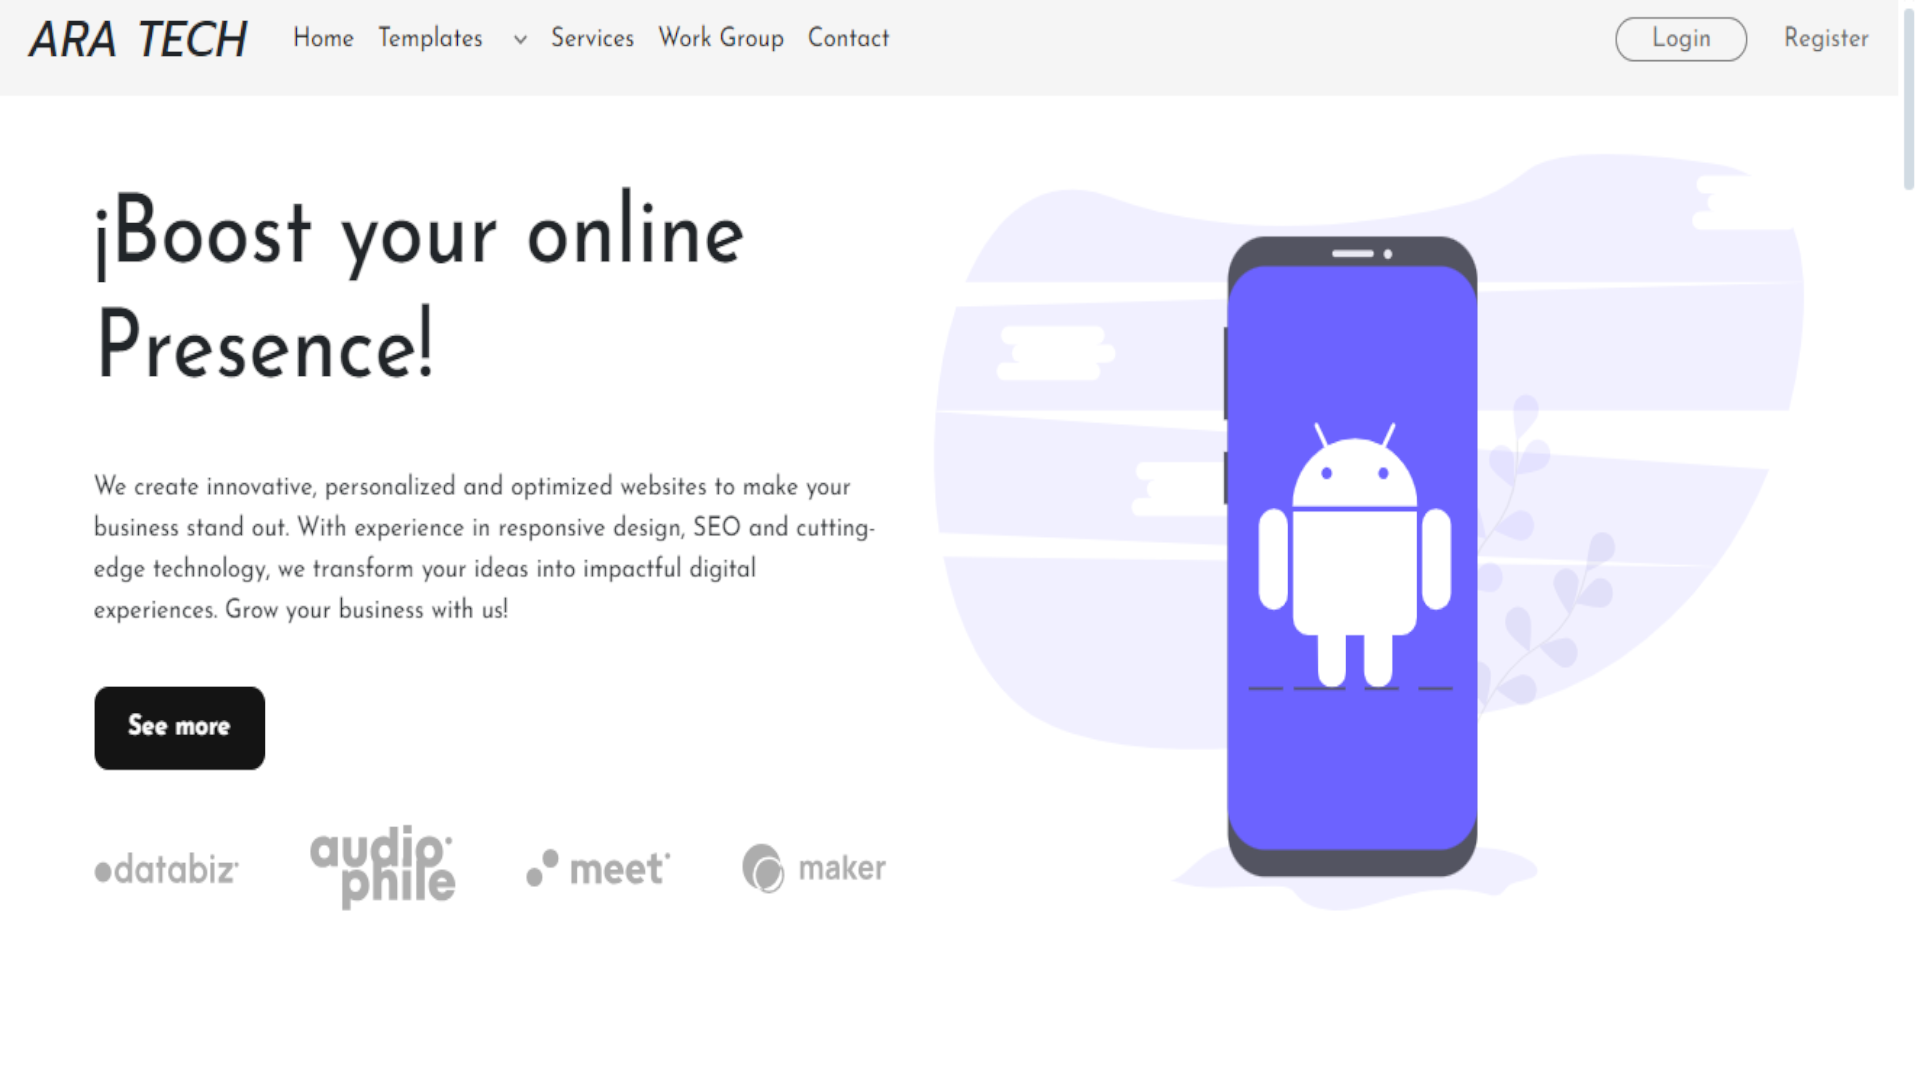 ARA TECH Home Templates Services Work Group Contact Login Register
¡Boost your online
Presence!
We create innovative, personalized and optimized websites to make your
business stand out. With experience in responsive design, SEO and cutting-
edge technology, we transform your ideas into impactful digital
experiences. Grow your business with us!
See more
databiz audio phile meet maker